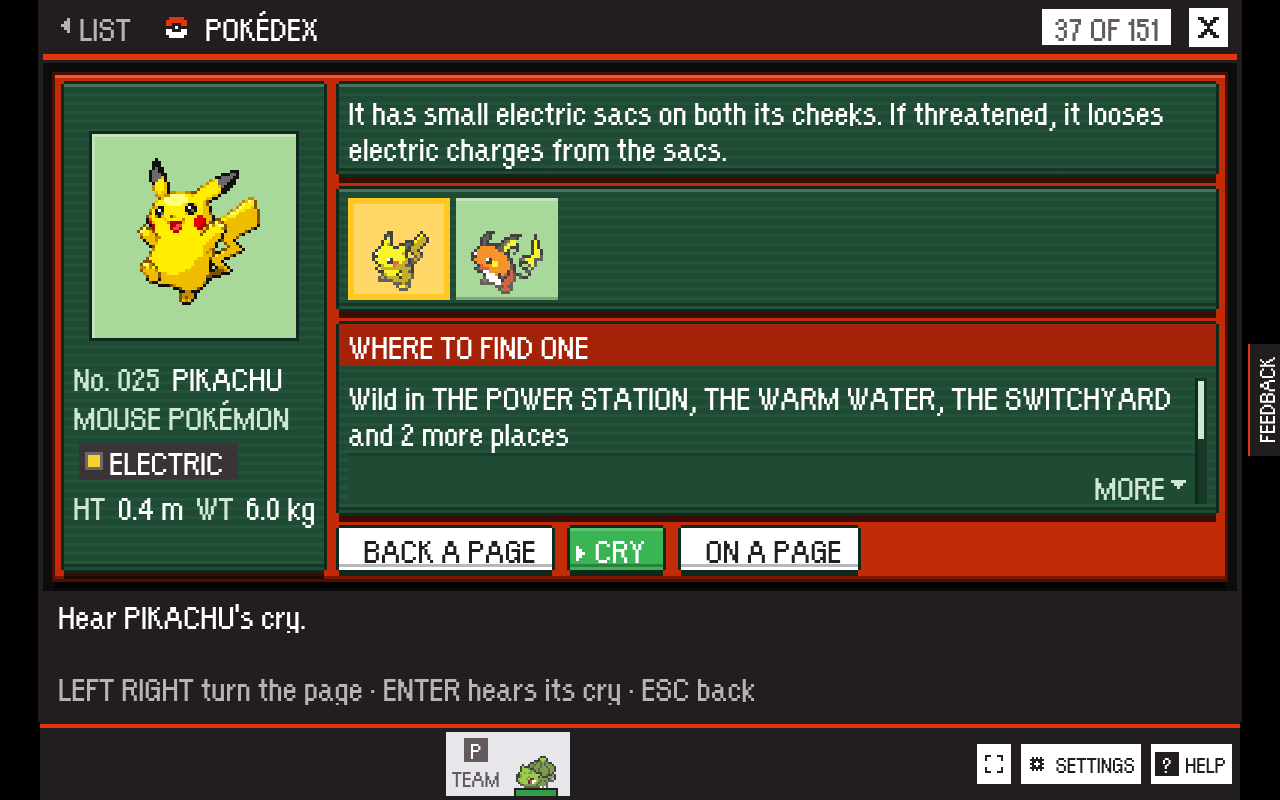 LIST
POKÉDEX
37 OF 151
X
It has small electric sacs on both its cheeks. If threatened, it looses
electric charges from the sacs.
No. 025 PIKACHU
MOUSE POKÉMON
ELECTRIC
HT 0.4 m WT 6.0 kg
WHERE TO FIND ONE
Wild in THE POWER STATION, THE WARM WATER, THE SWITCHYARD
and 2 more places
MORE
BACK A PAGE
CRY
ON A PAGE
FEEDBACK
Hear PIKACHU's cry.
LEFT RIGHT turn the page · ENTER hears its cry · ESC back
P
TEAM
SETTINGS
? HELP